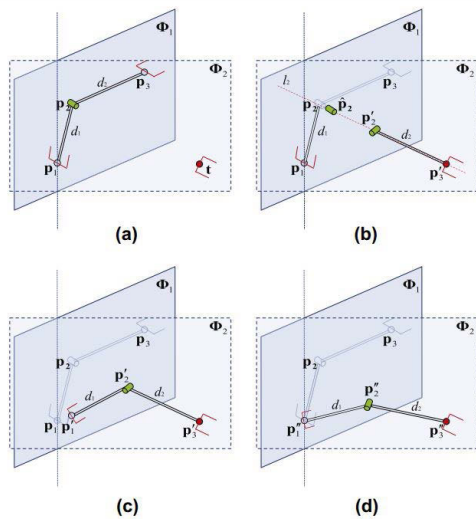 Φ₁
Φ₂
d₂
p₂
p₃
d₁
p₁
t
(a)
Φ₁
Φ₂
l₂
p₂
p̂₂
p₃
p′₂
d₁
d₂
p₁
p′₃
(b)
Φ₁
Φ₂
p₂
p₃
p′₂
d₁
d₂
p₁
p′₁
p′₃
(c)
Φ₁
Φ₂
p₂
p₃
p″₂
d₁
d₂
p″₁
p″₃
(d)